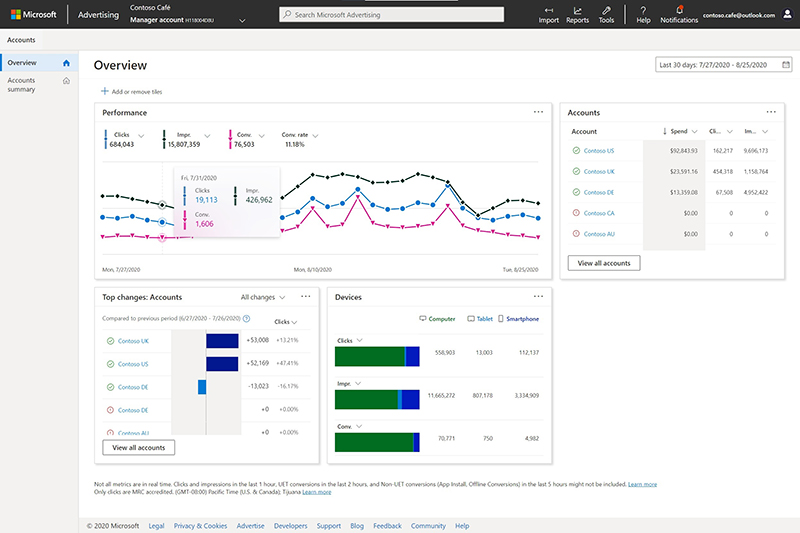 Microsoft
Advertising
Contoso Café
Manager account H11800408U
Search Microsoft Advertising
Import
Reports
Tools
Help
Notifications
contoso.cafe@outlook.com
Accounts
Overview
Accounts summary
Overview
Last 30 days: 7/27/2020 - 8/25/2020
Add or remove tiles
Performance
Clicks
684,043
Impr.
15,807,359
Conv.
76,503
Conv. rate
11.18%
Fri, 7/31/2020
Clicks
19,113
Impr.
426,962
Conv.
1,606
Mon, 7/27/2020
Mon, 8/10/2020
Tue, 8/25/2020
Accounts
Account Spend Cli... Im...
Contoso US $92,843.93 162,217 9,696,173
Contoso UK $23,591.16 454,318 1,158,764
Contoso DE $13,359.08 67,508 4,952,422
Contoso CA $0.00 0 0
Contoso AU $0.00 0 0
View all accounts
Top changes: Accounts
All changes
Compared to previous period (6/27/2020 - 7/26/2020)
Clicks
Contoso UK +53,008 +13.21%
Contoso US +52,169 +47.41%
Contoso DE -13,023 -16.17%
Contoso DE +0 +0.00%
Contoso AU +0 +0.00%
View all accounts
Devices
Computer Tablet Smartphone
Clicks
558,903 13,003 112,137
Impr.
11,665,272 807,178 3,334,909
Conv.
70,771 750 4,982
Not all metrics are in real time. Clicks and impressions in the last 1 hour, UET conversions in the last 2 hours, and Non-UET conversions (App Install, Offline Conversions) in the last 5 hours might not be included. Learn more
Only clicks are MRC accredited. (GMT-08:00) Pacific Time (U.S. & Canada); Tijuana Learn more
© 2020 Microsoft Legal Privacy & Cookies Advertise Developers Support Blog Feedback Community Help